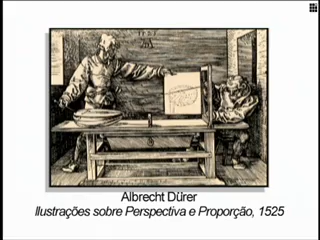 Albrecht Dürer
Ilustrações sobre Perspectiva e Proporção, 1525